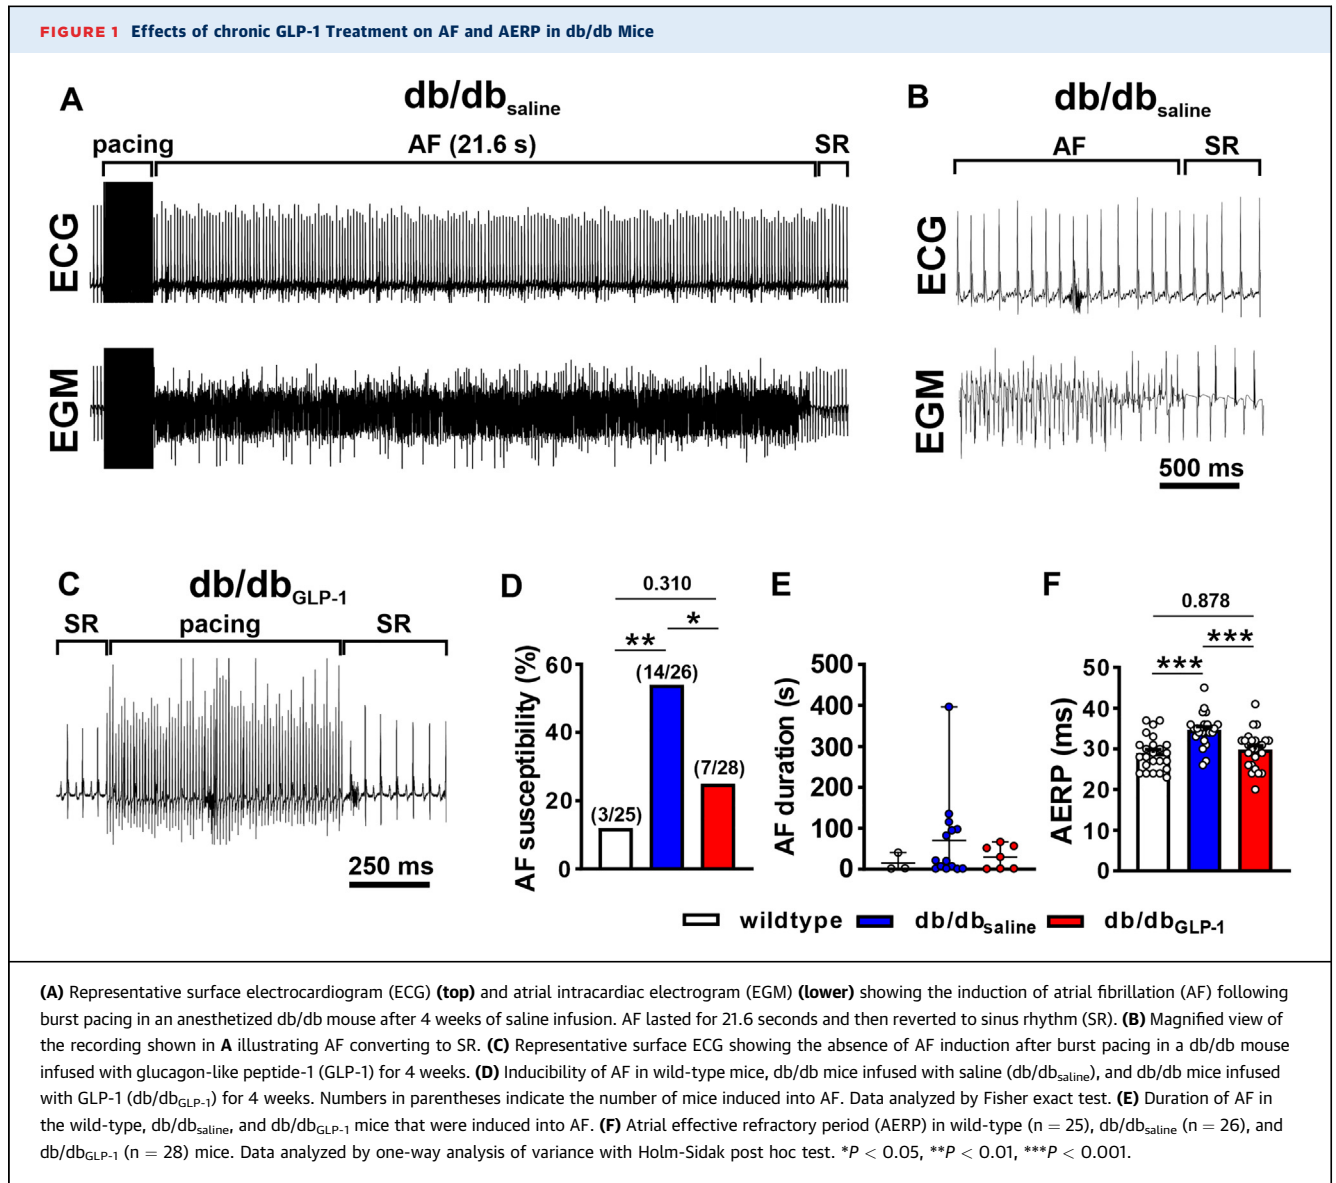 FIGURE 1 Effects of chronic GLP-1 Treatment on AF and AERP in db/db Mice
A
db/dbsaline
pacing
AF (21.6 s)
SR
ECG
EGM
B
db/dbsaline
AF
SR
ECG
EGM
500 ms
C
db/dbGLP-1
SR
pacing
SR
250 ms
D
0.310
**
*
AF susceptibility (%)
60
40
20
0
(3/25)
(14/26)
(7/28)
E
AF duration (s)
500
400
300
200
100
0
F
0.878
***
***
AERP (ms)
50
40
30
20
10
0
wildtype
db/dbsaline
db/dbGLP-1
(A) Representative surface electrocardiogram (ECG) (top) and atrial intracardiac electrogram (EGM) (lower) showing the induction of atrial fibrillation (AF) following
burst pacing in an anesthetized db/db mouse after 4 weeks of saline infusion. AF lasted for 21.6 seconds and then reverted to sinus rhythm (SR). (B) Magnified view of
the recording shown in A illustrating AF converting to SR. (C) Representative surface ECG showing the absence of AF induction after burst pacing in a db/db mouse
infused with glucagon-like peptide-1 (GLP-1) for 4 weeks. (D) Inducibility of AF in wild-type mice, db/db mice infused with saline (db/dbsaline), and db/db mice infused
with GLP-1 (db/dbGLP-1) for 4 weeks. Numbers in parentheses indicate the number of mice induced into AF. Data analyzed by Fisher exact test. (E) Duration of AF in
the wild-type, db/dbsaline, and db/dbGLP-1 mice that were induced into AF. (F) Atrial effective refractory period (AERP) in wild-type (n = 25), db/dbsaline (n = 26), and
db/dbGLP-1 (n = 28) mice. Data analyzed by one-way analysis of variance with Holm-Sidak post hoc test. *P < 0.05, **P < 0.01, ***P < 0.001.